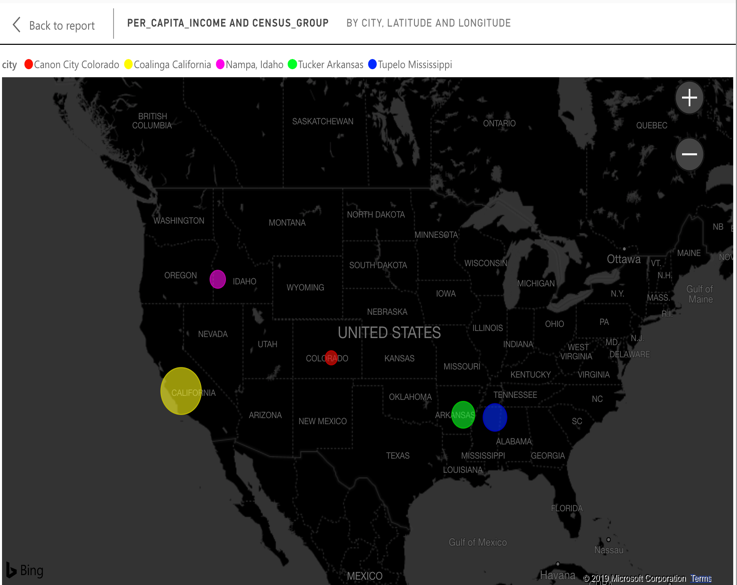 Back to report
PER_CAPITA_INCOME AND CENSUS_GROUP BY CITY, LATITUDE AND LONGITUDE
city Canon City Colorado Coalinga California Nampa, Idaho Tucker Arkansas Tupelo Mississippi
BRITISH
COLUMBIA
SASKATCHEWAN
ONTARIO
QUEBEC
WASHINGTON
MONTANA
NORTH DAKOTA
MINNESOTA
NB
OREGON
IDAHO
WYOMING
SOUTH DAKOTA
WISCONSIN
MICHIGAN
Ottawa
VT.
MAINE
N.H.
IOWA
N.Y.
MASS.
Gulf of
Maine
NEBRASKA
UNITED STATES
NEVADA
UTAH
COLORADO
KANSAS
ILLINOIS
INDIANA
OHIO
PA
R.I.
N.J.
MD.
DELAWARE
WEST
VIRGINIA
MISSOURI
KENTUCKY
VIRGINIA
CALIFORNIA
ARIZONA
NEW MEXICO
OKLAHOMA
ARKANSAS
TENNESSEE
NC
SC
TEXAS
MISSISSIPPI
ALABAMA
GEORGIA
LOUISIANA
FLORIDA
Gulf of Mexico
Nassau
Havana
MEXICO
Bing
© 2019 Microsoft Corporation Terms